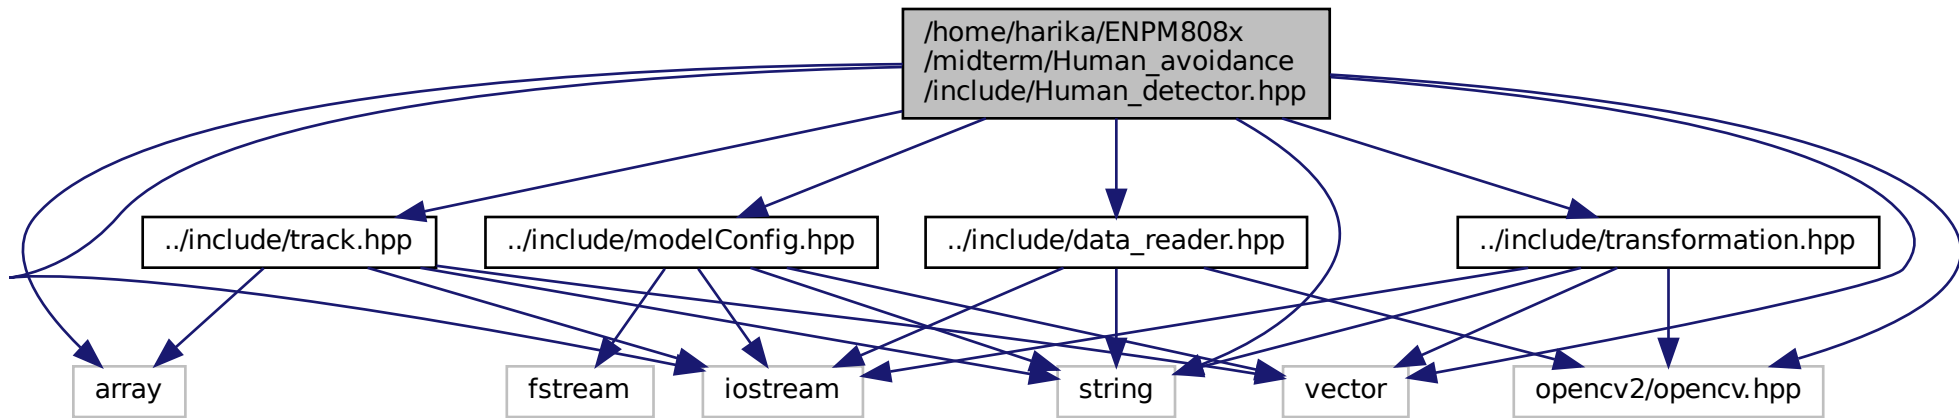 /home/harika/ENPM808x
/midterm/Human_avoidance
/include/Human_detector.hpp
../include/track.hpp
../include/modelConfig.hpp
../include/data_reader.hpp
../include/transformation.hpp
array
fstream
iostream
string
vector
opencv2/opencv.hpp